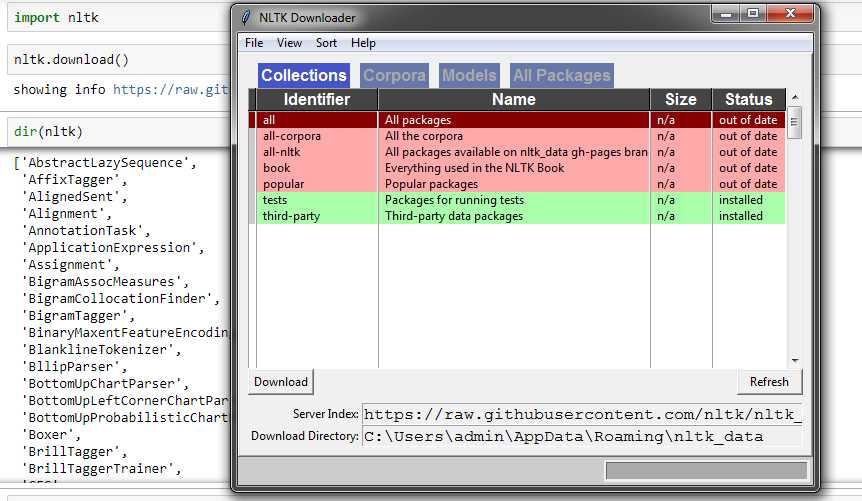 import nltk
nltk.download()
showing info https://raw.git
dir(nltk)
['AbstractLazySequence',
'AffixTagger',
'AlignedSent',
'Alignment',
'AnnotationTask',
'ApplicationExpression',
'Assignment',
'BigramAssocMeasures',
'BigramCollocationFinder',
'BigramTagger',
'BinaryMaxentFeatureEncoding
'BlanklineTokenizer',
'BllipParser',
'BottomUpChartParser',
'BottomUpLeftCornerChartPar
'BottomUpProbabilisticChart
'Boxer',
'BrillTagger',
'BrillTaggerTrainer',
NLTK Downloader
File View Sort Help
Collections Corpora Models All Packages
Identifier Name Size Status
all All packages n/a out of date
all-corpora All the corpora n/a out of date
all-nltk All packages available on nltk_data gh-pages bran n/a out of date
book Everything used in the NLTK Book n/a out of date
popular Popular packages n/a out of date
tests Packages for running tests n/a installed
third-party Third-party data packages n/a installed
Download Refresh
Server Index: https://raw.githubusercontent.com/nltk/nltk_
Download Directory: C:\Users\admin\AppData\Roaming\nltk_data